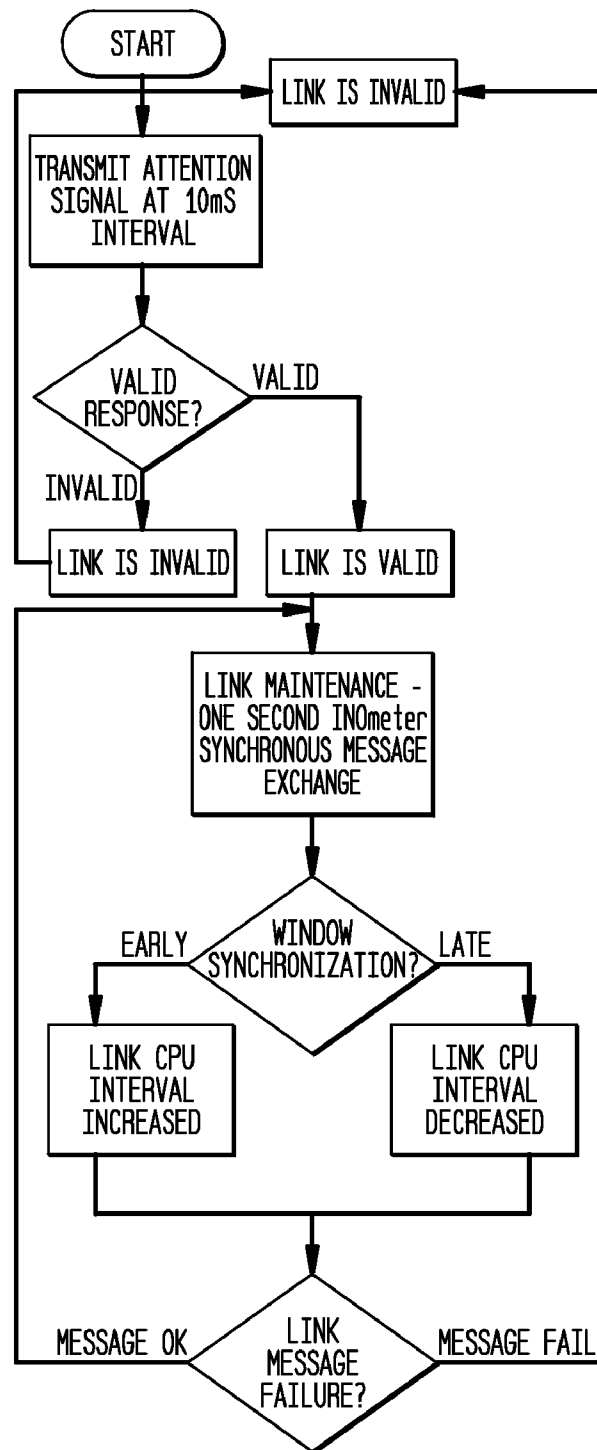 START
LINK IS INVALID
TRANSMIT ATTENTION
SIGNAL AT 10mS
INTERVAL
VALID
RESPONSE?
VALID
INVALID
LINK IS INVALID
LINK IS VALID
LINK MAINTENANCE -
ONE SECOND INOmeter
SYNCHRONOUS MESSAGE
EXCHANGE
WINDOW
SYNCHRONIZATION?
EARLY
LATE
LINK CPU
INTERVAL
INCREASED
LINK CPU
INTERVAL
DECREASED
MESSAGE OK
LINK
MESSAGE
FAILURE?
MESSAGE FAIL